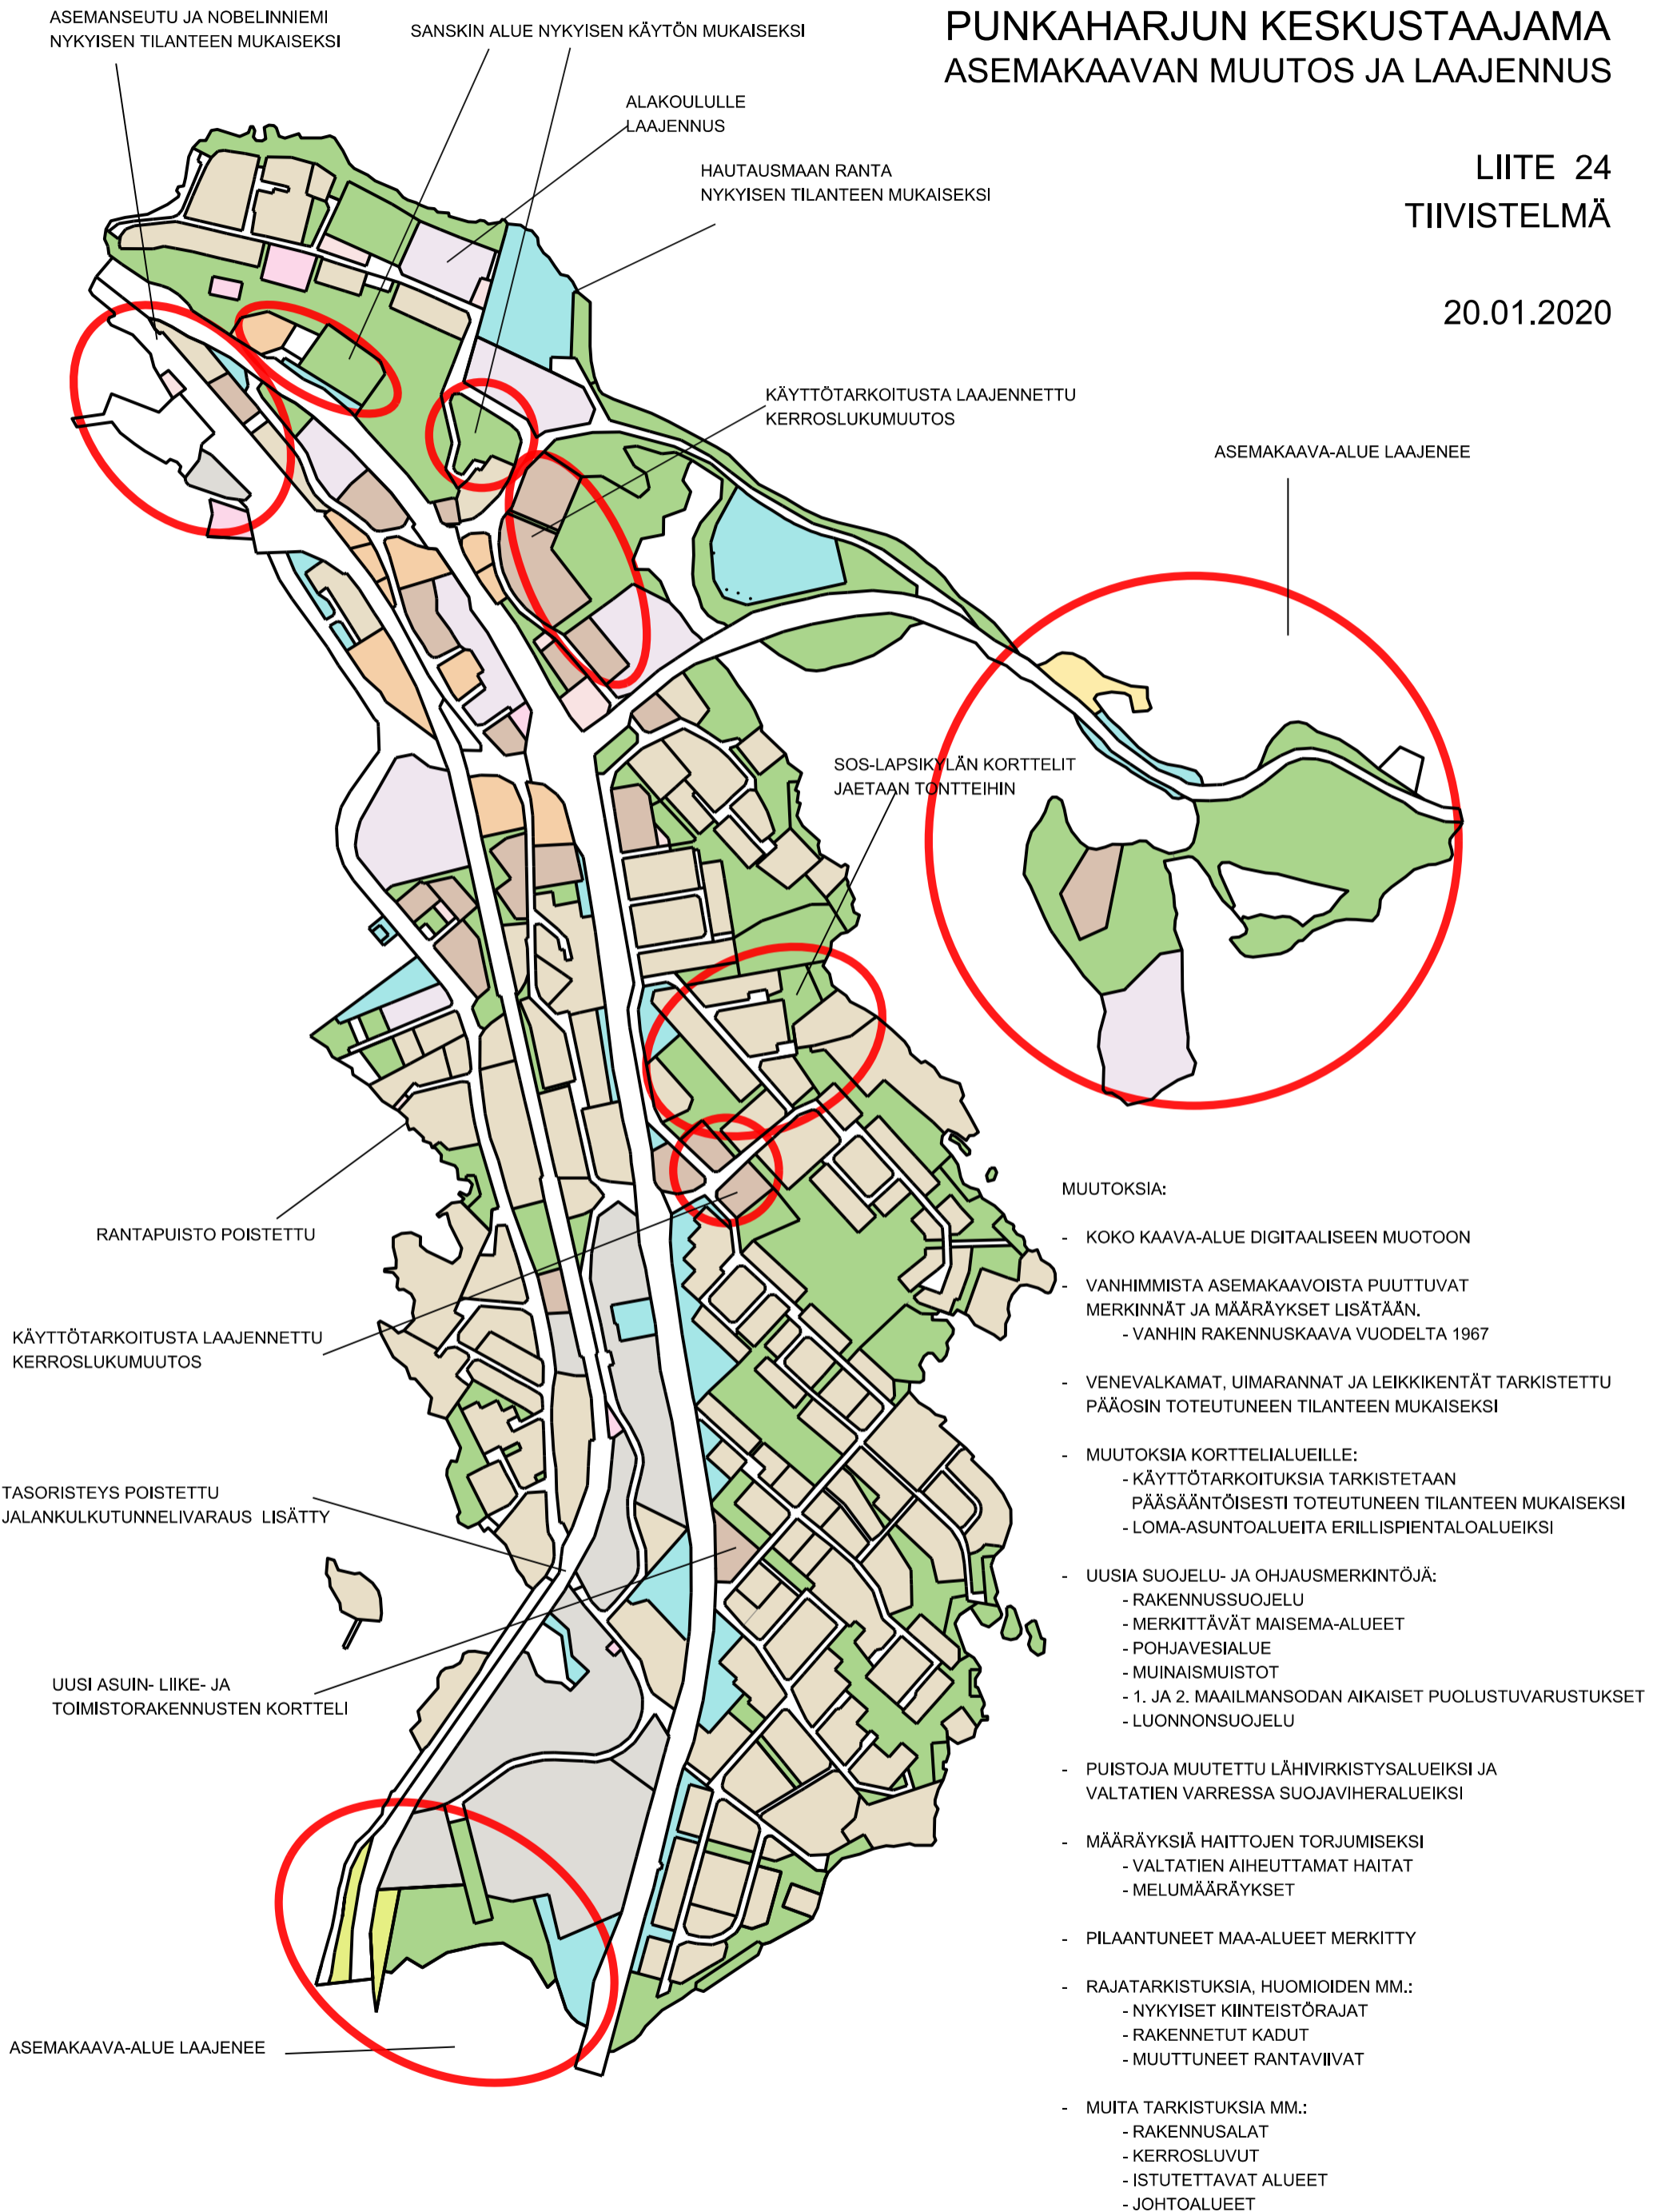 PUNKAHARJUN KESKUSTAAJAMA
ASEMAKAAVAN MUUTOS JA LAAJENNUS
LIITE 24
TIIVISTELMÄ
20.01.2020
ASEMANSEUTU JA NOBELINNIEMI
NYKYISEN TILANTEEN MUKAISEKSI
SANSKIN ALUE NYKYISEN KÄYTÖN MUKAISEKSI
ALAKOULULLE
LAAJENNUS
HAUTAUSMAAN RANTA
NYKYISEN TILANTEEN MUKAISEKSI
KÄYTTÖTARKOITUSTA LAAJENNETTU
KERROSLUKUMUUTOS
ASEMAKAAVA-ALUE LAAJENEE
SOS-LAPSIKYLÄN KORTTELIT
JAETAAN TONTTEIHIN
RANTAPUISTO POISTETTU
KÄYTTÖTARKOITUSTA LAAJENNETTU
KERROSLUKUMUUTOS
TASORISTEYS POISTETTU
JALANKULKUTUNNELIVARAUS LISÄTTY
UUSI ASUIN- LIIKE- JA
TOIMISTORAKENNUSTEN KORTTELI
ASEMAKAAVA-ALUE LAAJENEE
MUUTOKSIA:
- KOKO KAAVA-ALUE DIGITAALISEEN MUOTOON
- VANHIMMISTA ASEMAKAAVOISTA PUUTTUVAT
MERKINNÄT JA MÄÄRÄYKSET LISÄTÄÄN.
- VANHIN RAKENNUSKAAVA VUODELTA 1967
- VENEVALKAMAT, UIMARANNAT JA LEIKKIKENTÄT TARKISTETTU
PÄÄOSIN TOTEUTUNEEN TILANTEEN MUKAISEKSI
- MUUTOKSIA KORTTELIALUEILLE:
- KÄYTTÖTARKOITUKSIA TARKISTETAAN
PÄÄSÄÄNTÖISESTI TOTEUTUNEEN TILANTEEN MUKAISEKSI
- LOMA-ASUNTOALUEITA ERILLISPIENTALOALUEIKSI
- UUSIA SUOJELU- JA OHJAUSMERKINTÖJÄ:
- RAKENNUSSUOJELU
- MERKITTÄVÄT MAISEMA-ALUEET
- POHJAVESIALUE
- MUINAISMUISTOT
- 1. JA 2. MAAILMANSODAN AIKAISET PUOLUSTUVARUSTUKSET
- LUONNONSUOJELU
- PUISTOJA MUUTETTU LÄHIVIRKISTYSALUEIKSI JA
VALTATIEN VARRESSA SUOJAVIHERALUEIKSI
- MÄÄRÄYKSIÄ HAITTOJEN TORJUMISEKSI
- VALTATIEN AIHEUTTAMAT HAITAT
- MELUMÄÄRÄYKSET
- PILAANTUNEET MAA-ALUEET MERKITTY
- RAJATARKISTUKSIA, HUOMIOIDEN MM.:
- NYKYISET KIINTEISTÖRAJAT
- RAKENNETUT KADUT
- MUUTTUNEET RANTAVIIVAT
- MUITA TARKISTUKSIA MM.:
- RAKENNUSALAT
- KERROSLUVUT
- ISTUTETTAVAT ALUEET
- JOHTOALUEET